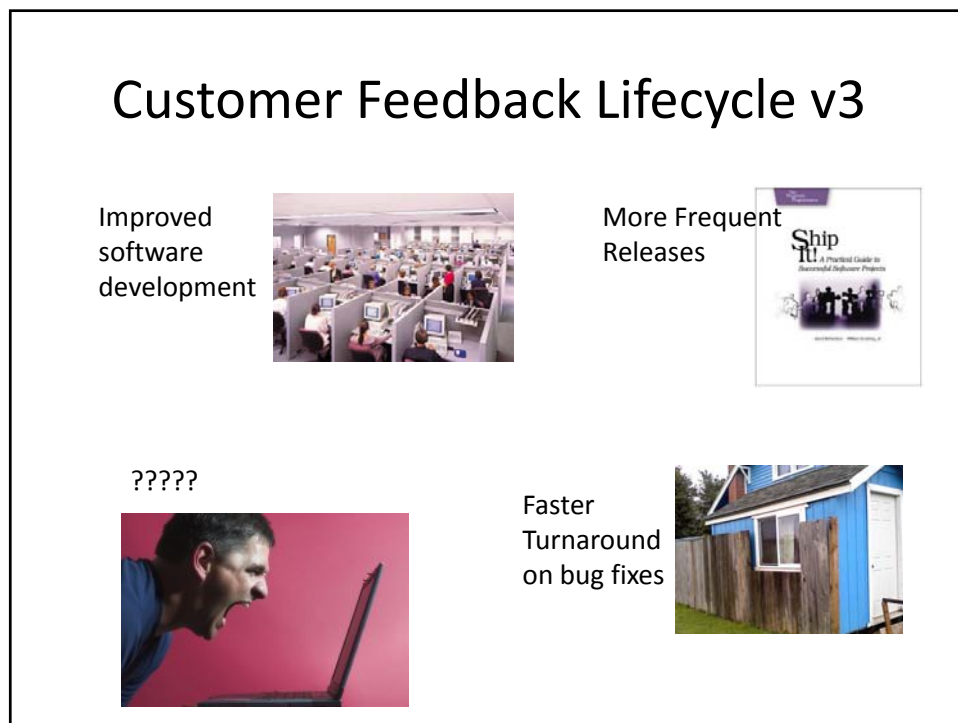 Customer Feedback Lifecycle v3
Improved
software
development
More Frequent
Releases
Ship
It!
A Practical Guide to
Successful Software Projects
?????
Faster
Turnaround
on bug fixes